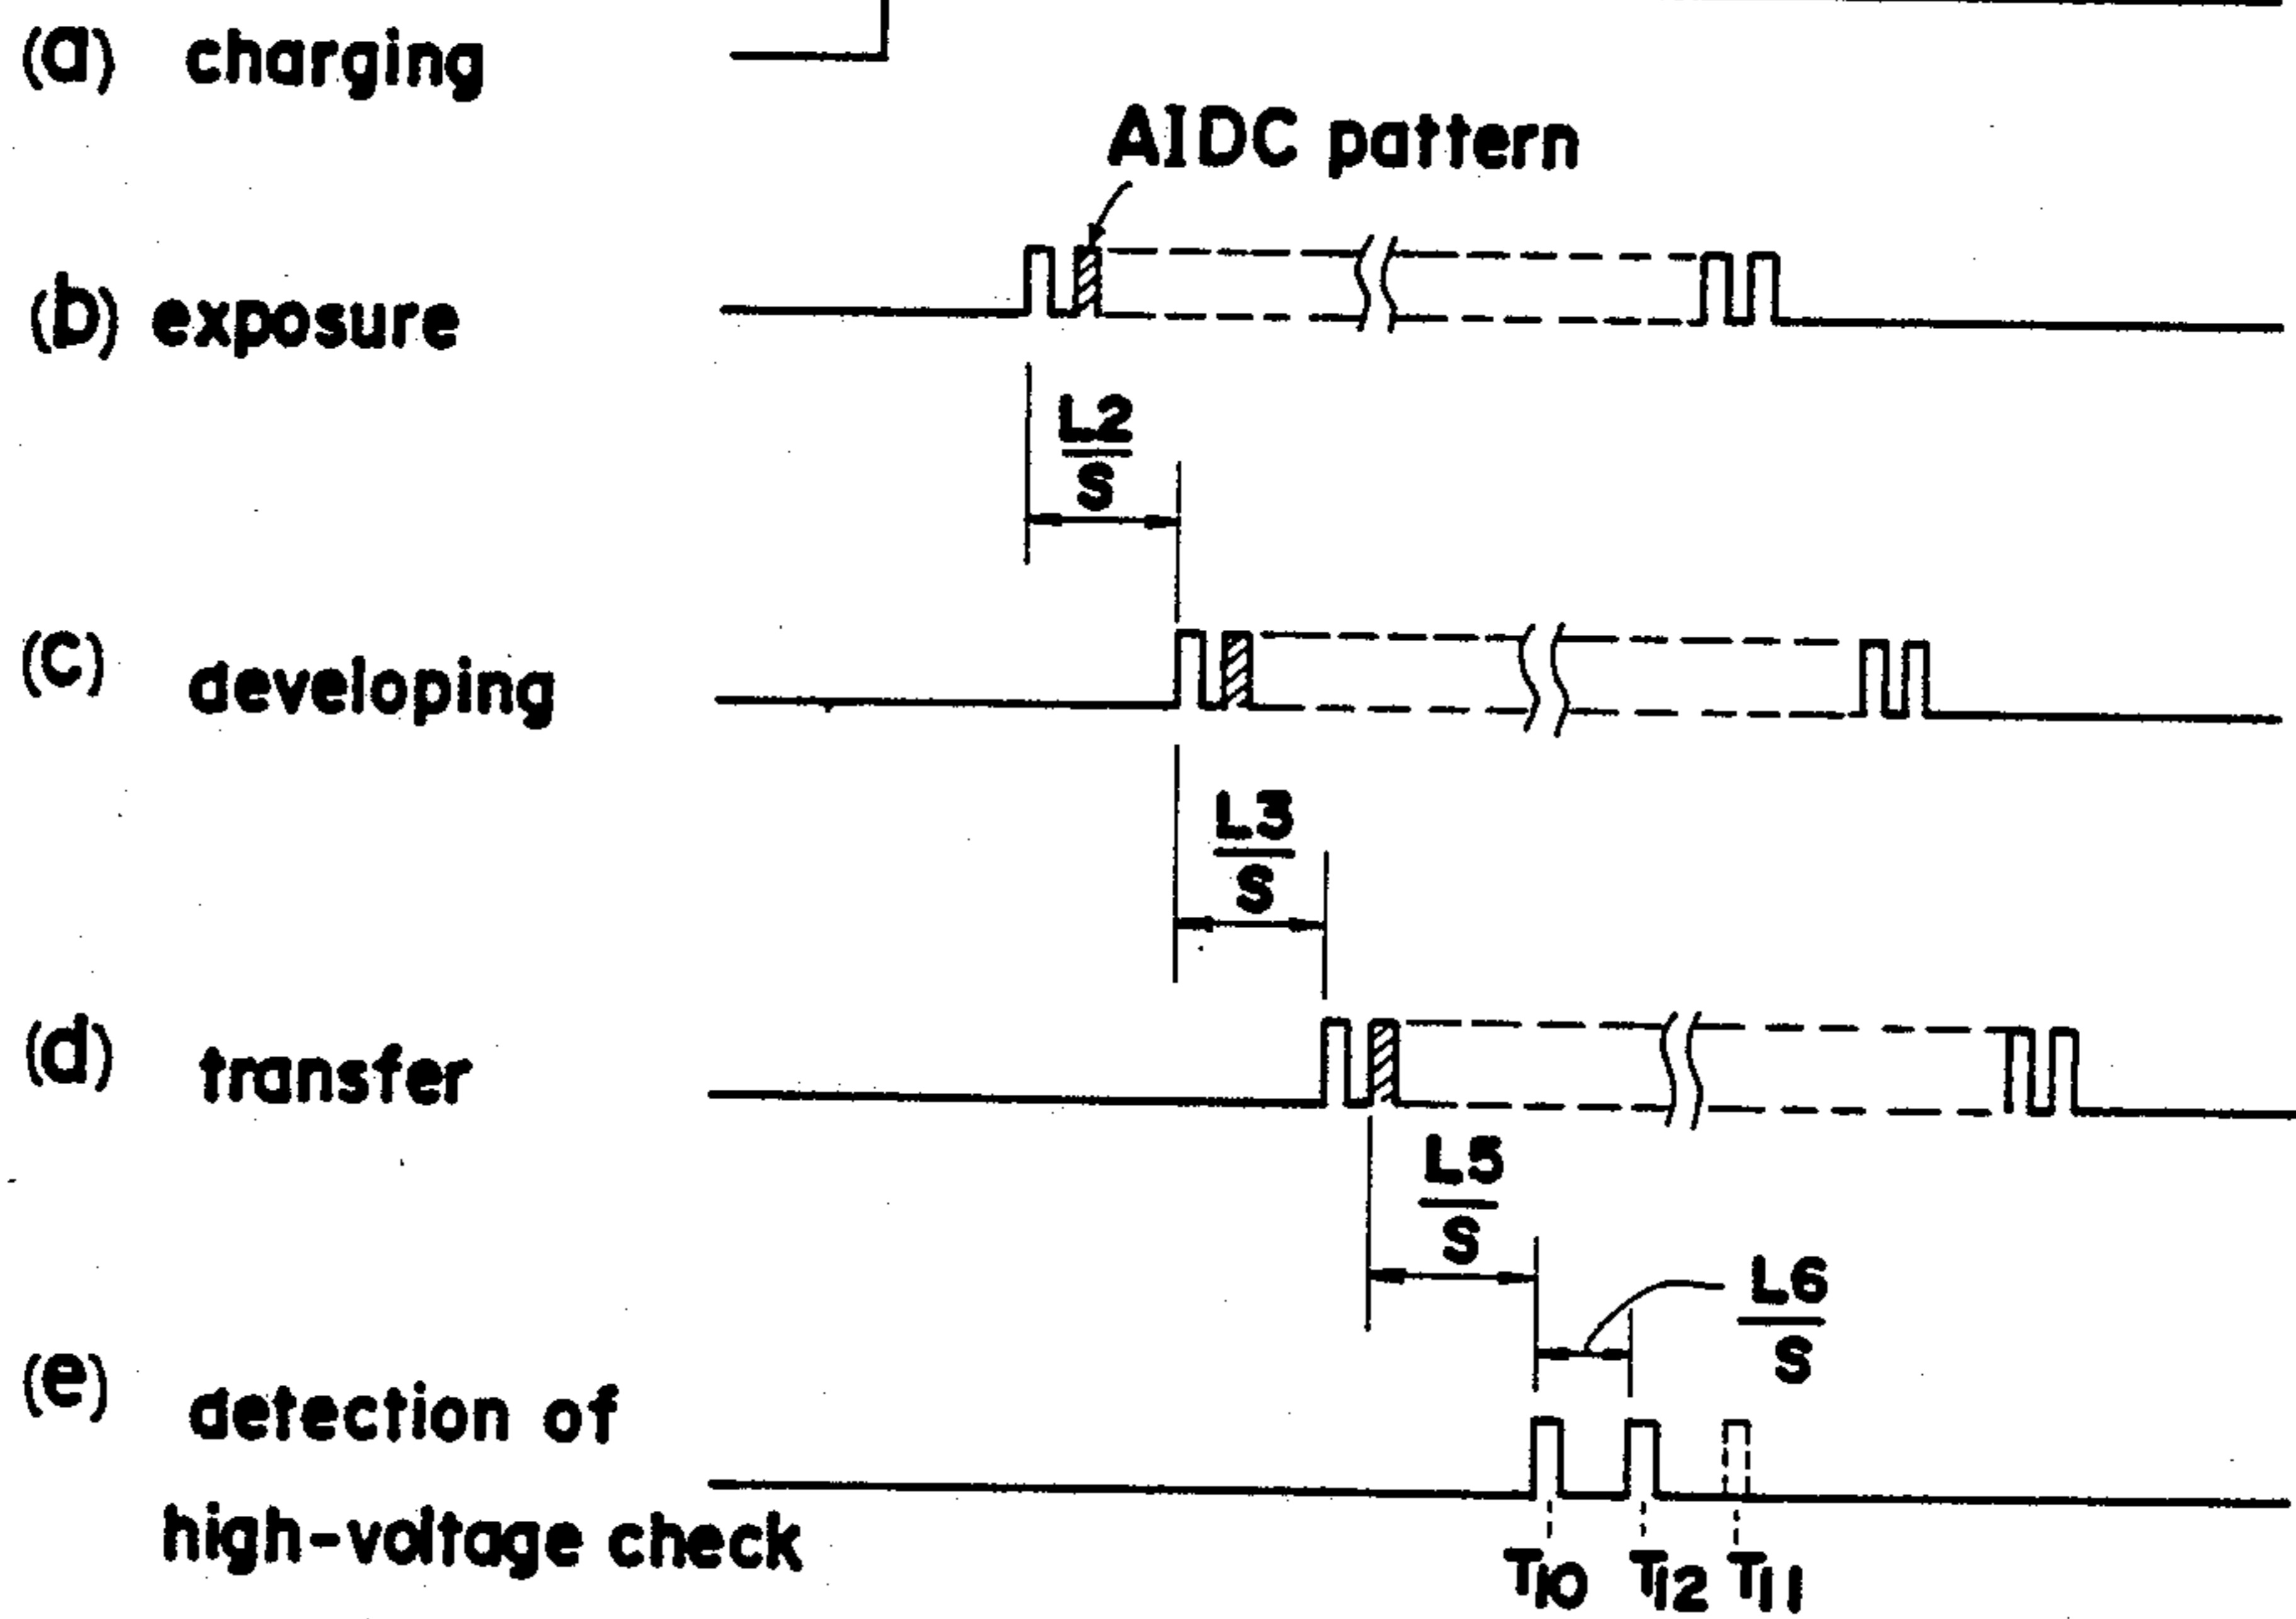 (a) charging
AIDC pattern
(b) exposure
L2
S
(c) developing
L3
S
(d) transfer
L5
S
L6
S
(e) detection of
high-voltage check
T10 T12 T11